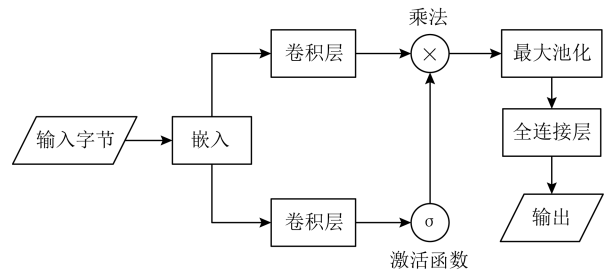 乘法
卷积层
×
最大池化
输入字节
嵌入
全连接层
卷积层
σ
输出
激活函数